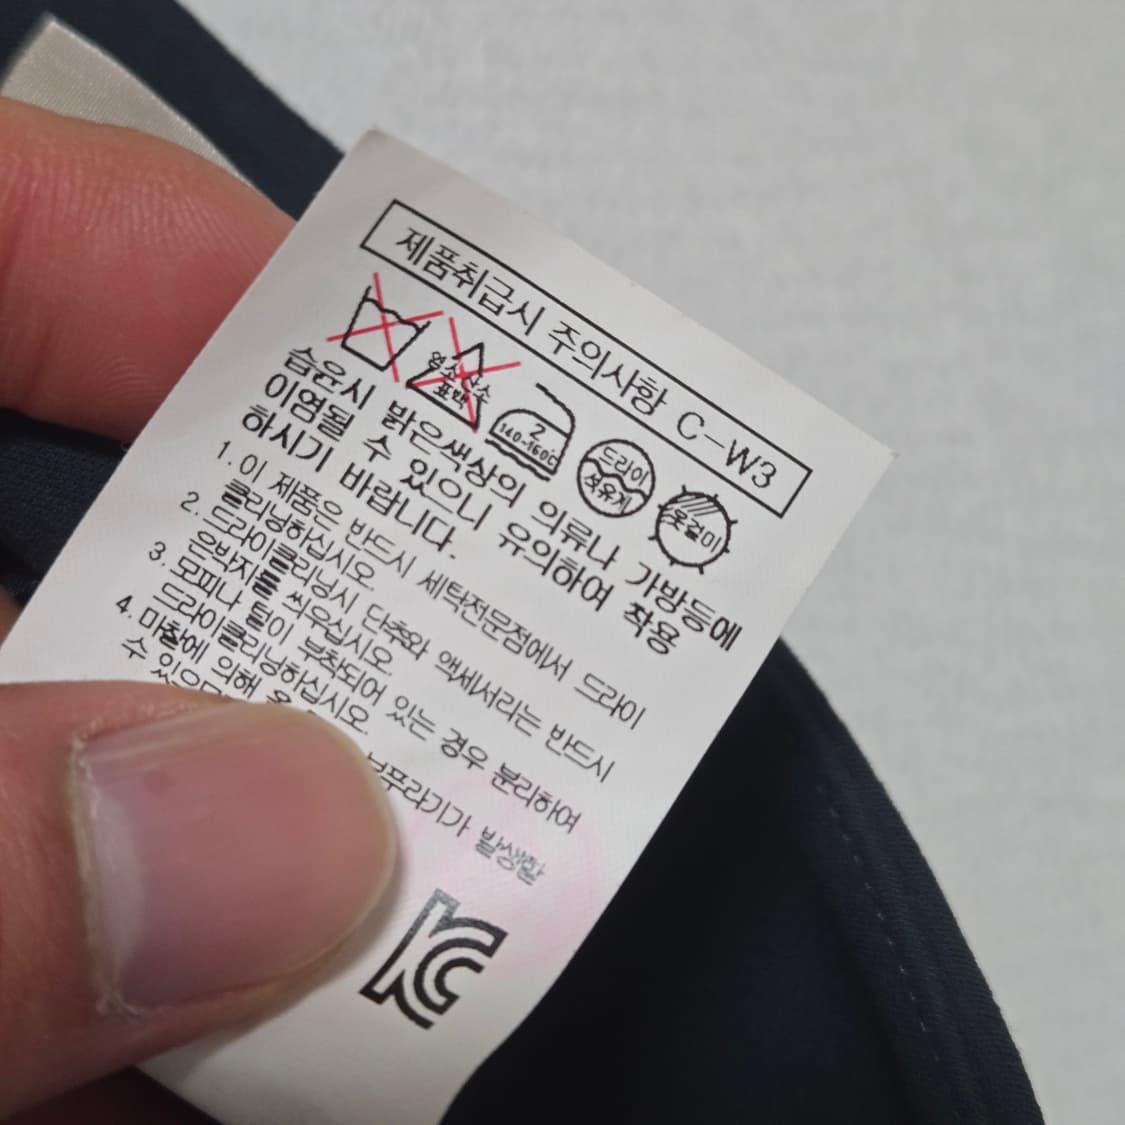 제품취급시 주의사항 C-W3
염소산소
표백
2
140~160℃
드라이
석유계
옷걸이
습윤시 밝은색상의 의류나 가방등에
이염될 수 있으니 유의하여 착용
하시기 바랍니다.
1. 이 제품은 반드시 세탁전문점에서 드라이
클리닝하십시오.
2. 드라이클리닝시 단추와 액세서리는 반드시
은박지를 씌우십시오.
3. 모피나 털이 부착되어 있는 경우 분리하여
드라이클리닝하십시오.
4. 마찰에 의해 보푸라기가 발생할
수 있으며
KC